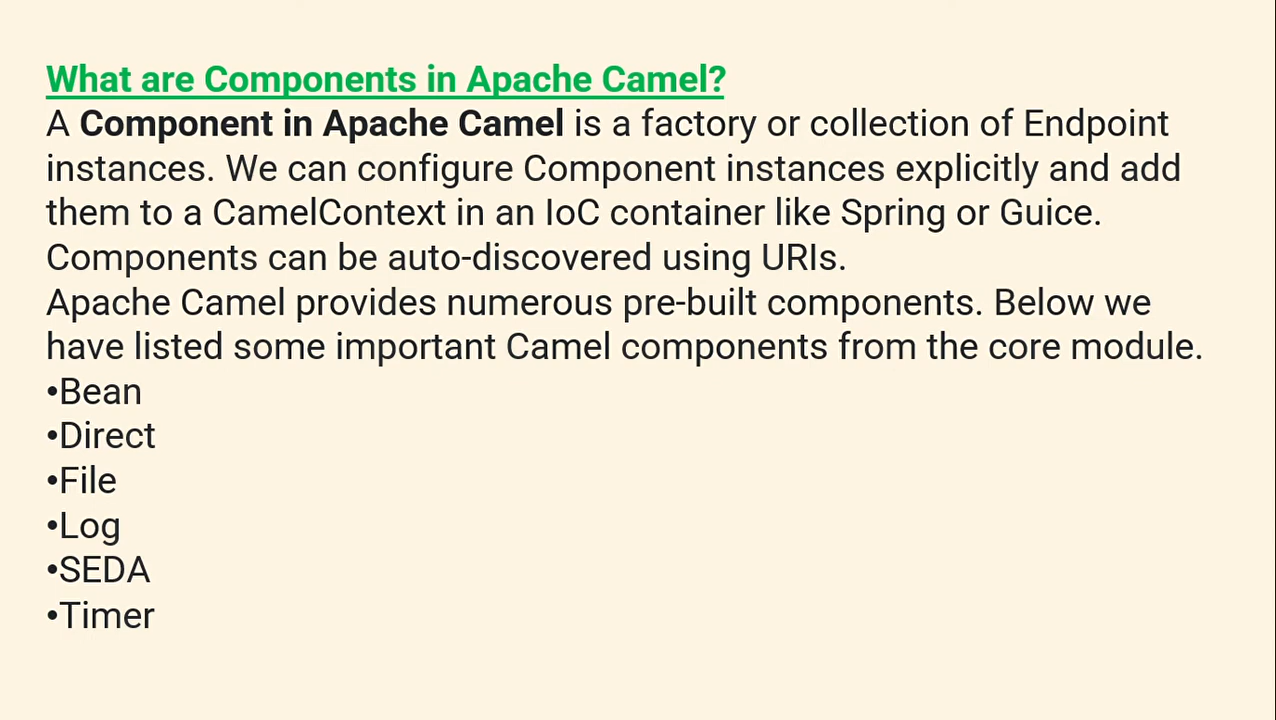 What are Components in Apache Camel?
A Component in Apache Camel is a factory or collection of Endpoint
instances. We can configure Component instances explicitly and add
them to a CamelContext in an IoC container like Spring or Guice.
Components can be auto-discovered using URIs.
Apache Camel provides numerous pre-built components. Below we
have listed some important Camel components from the core module.
•Bean
•Direct
•File
•Log
•SEDA
•Timer